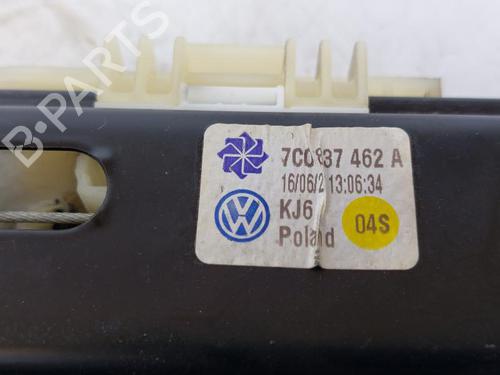 7C0837 462 A
16/06/2 13:06:34
KJ6
04S
Poland
B-PARTS